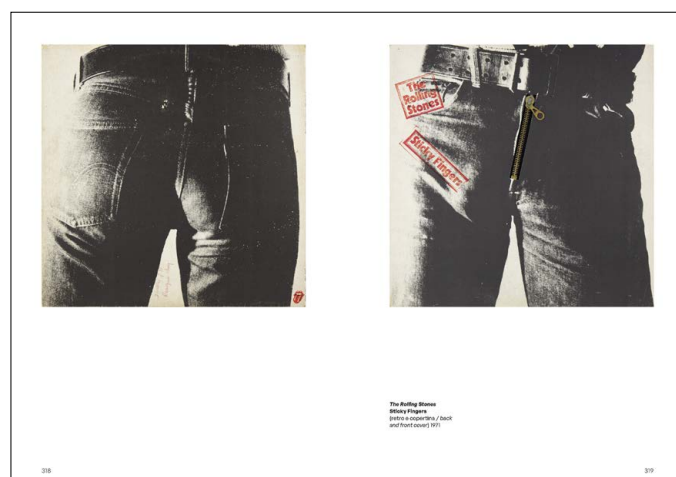 The
Rolling
Stones
Sticky Fingers
The Rolling Stones
Sticky Fingers
(retro e copertina / back
and front cover) 1971
318
319